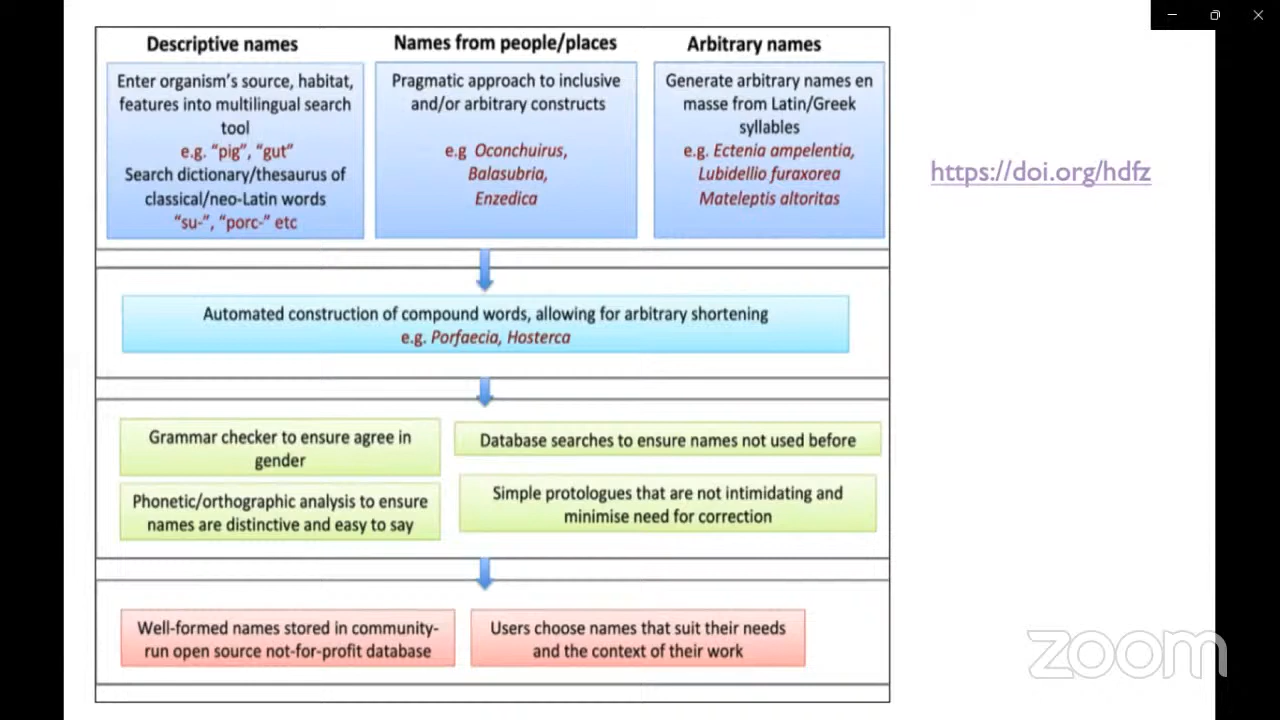 Descriptive names
Enter organism's source, habitat,
features into multilingual search
tool
e.g. "pig", "gut"
Search dictionary/thesaurus of
classical/neo-Latin words
"su-", "porc-" etc
Names from people/places
Pragmatic approach to inclusive
and/or arbitrary constructs
e.g Oconchuirus,
Balasubria,
Enzedica
Arbitrary names
Generate arbitrary names en
masse from Latin/Greek
syllables
e.g. Ectenia ampelentia,
Lubidellio furaxorea
Mateleptis altoritas
https://doi.org/hdfz
Automated construction of compound words, allowing for arbitrary shortening
e.g. Porfaecia, Hosterca
Grammar checker to ensure agree in
gender
Database searches to ensure names not used before
Phonetic/orthographic analysis to ensure
names are distinctive and easy to say
Simple protologues that are not intimidating and
minimise need for correction
Well-formed names stored in community-
run open source not-for-profit database
Users choose names that suit their needs
and the context of their work
zoom